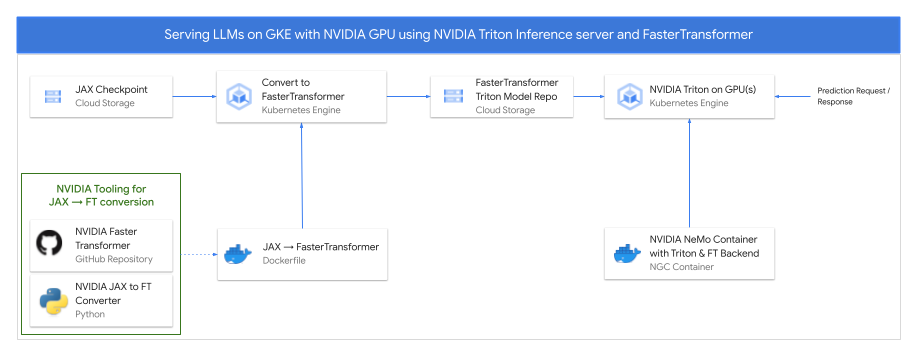 Serving LLMs on GKE with NVIDIA GPU using NVIDIA Triton Inference server and FasterTransformer
JAX Checkpoint
Cloud Storage
Convert to
FasterTransformer
Kubernetes Engine
FasterTransformer
Triton Model Repo
Cloud Storage
NVIDIA Triton on GPU(s)
Kubernetes Engine
Prediction Request /
Response
NVIDIA Tooling for
JAX → FT conversion
NVIDIA Faster
Transformer
GitHub Repository
NVIDIA JAX to FT
Converter
Python
JAX → FasterTransformer
Dockerfile
NVIDIA NeMo Container
with Triton & FT Backend
NGC Container